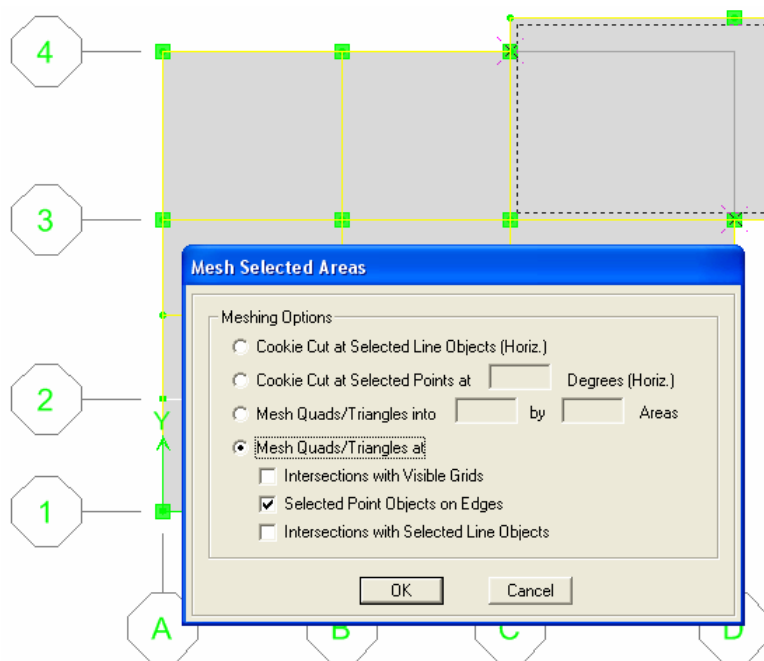 4
3
Mesh Selected Areas
Meshing Options
Cookie Cut at Selected Line Objects (Horiz.)
Cookie Cut at Selected Points at Degrees (Horiz.)
Mesh Quads/Triangles into by Areas
Mesh Quads/Triangles at
Intersections with Visible Grids
Selected Point Objects on Edges
Intersections with Selected Line Objects
OK Cancel
2
Y
1
A B C D